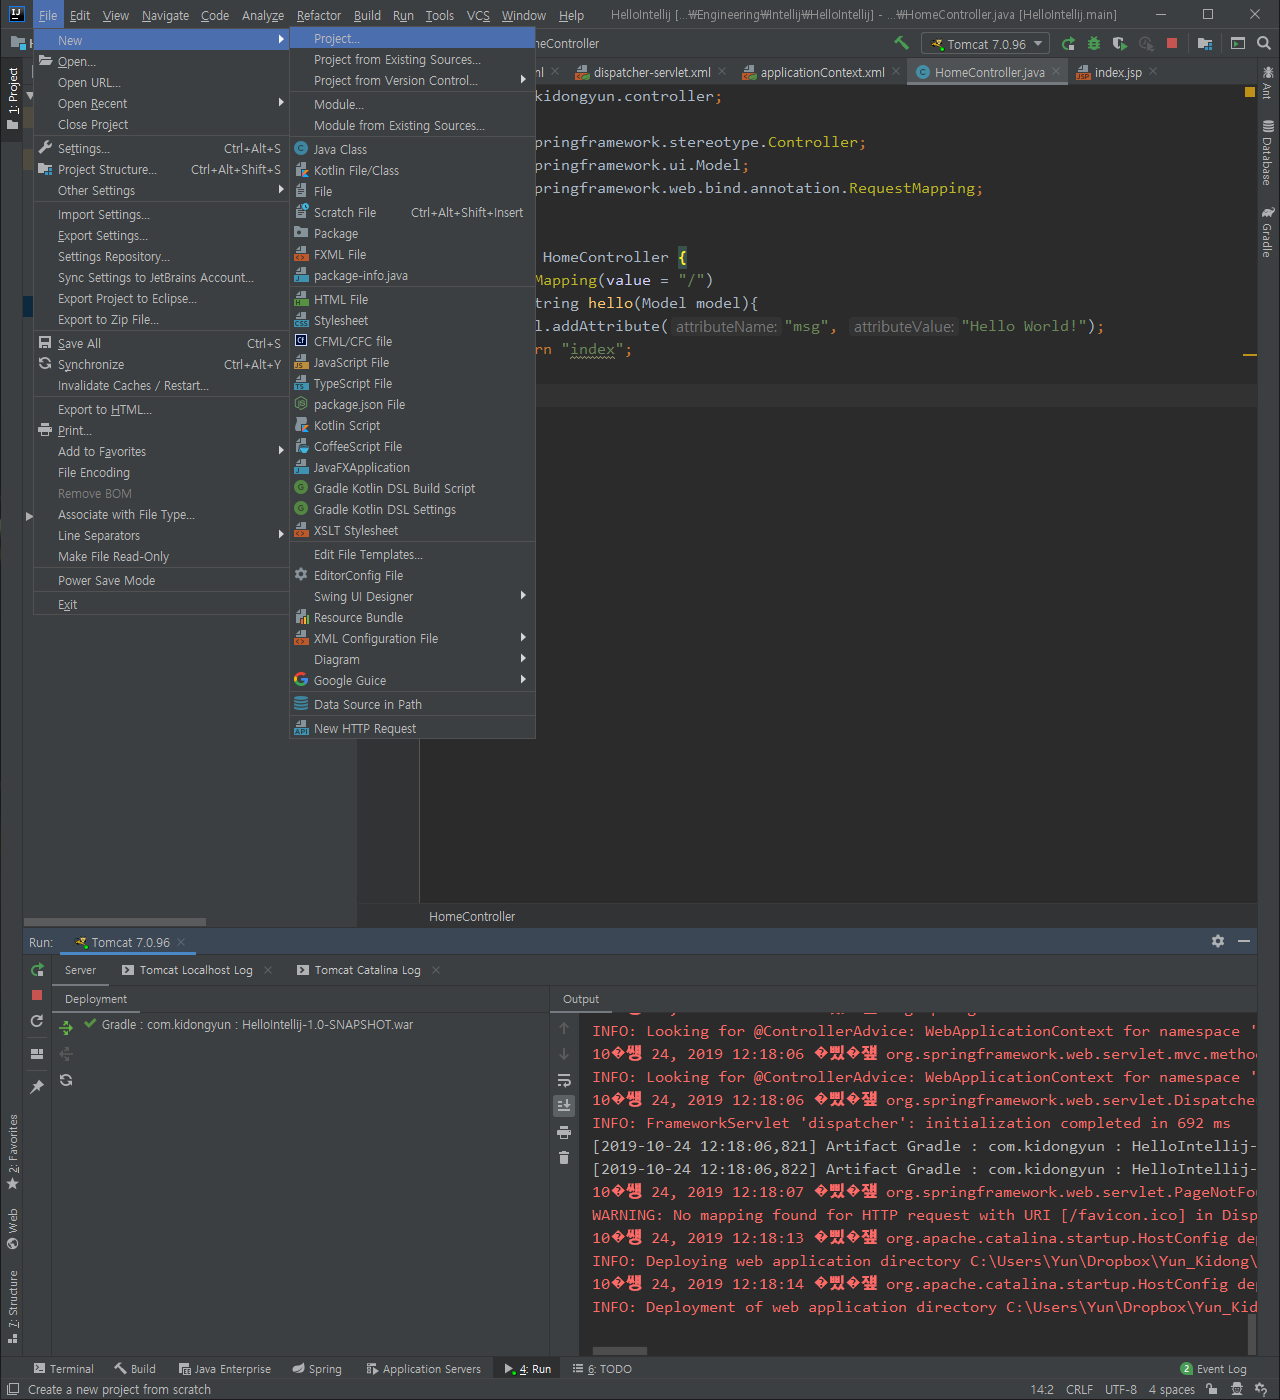 File Edit View Navigate Code Analyze Refactor Build Run Tools VCS Window Help HelloIntellij [...₩Engineering₩Intellij₩HelloIntellij] - ...₩HomeController.java [HelloIntellij.main]
Tomcat 7.0.96
dispatcher-servlet.xml applicationContext.xml HomeController.java index.jsp
New
Open...
Open URL...
Open Recent
Close Project
Settings... Ctrl+Alt+S
Project Structure... Ctrl+Alt+Shift+S
Other Settings
Import Settings...
Export Settings...
Settings Repository...
Sync Settings to JetBrains Account...
Export Project to Eclipse...
Export to Zip File...
Save All Ctrl+S
Synchronize Ctrl+Alt+Y
Invalidate Caches / Restart...
Export to HTML...
Print...
Add to Favorites
File Encoding
Remove BOM
Associate with File Type...
Line Separators
Make File Read-Only
Power Save Mode
Exit
Project...
Project from Existing Sources...
Project from Version Control...
Module...
Module from Existing Sources...
Java Class
Kotlin File/Class
File
Scratch File Ctrl+Alt+Shift+Insert
Package
FXML File
package-info.java
HTML File
Stylesheet
CFML/CFC file
JavaScript File
TypeScript File
package.json File
Kotlin Script
CoffeeScript File
JavaFXApplication
Gradle Kotlin DSL Build Script
Gradle Kotlin DSL Settings
XSLT Stylesheet
Edit File Templates...
EditorConfig File
Swing UI Designer
Resource Bundle
XML Configuration File
Diagram
Google Guice
Data Source in Path
New HTTP Request
kidongyun.controller;
pringframework.stereotype.Controller;
pringframework.ui.Model;
pringframework.web.bind.annotation.RequestMapping;
HomeController {
Mapping(value = "/")
tring hello(Model model){
l.addAttribute( attributeName: "msg", attributeValue: "Hello World!");
rn "index";
HomeController
1: Project
2: Favorites
Web
7: Structure
Ant
Database
Gradle
Run: Tomcat 7.0.96
Server Tomcat Localhost Log Tomcat Catalina Log
Deployment
Output
Gradle : com.kidongyun : HelloIntellij-1.0-SNAPSHOT.war
INFO: Looking for @ControllerAdvice: WebApplicationContext for namespace '
10�썡 24, 2019 12:18:06 �삤�쟾 org.springframework.web.servlet.mvc.metho
INFO: Looking for @ControllerAdvice: WebApplicationContext for namespace '
10�썡 24, 2019 12:18:06 �삤�쟾 org.springframework.web.servlet.Dispatche
INFO: FrameworkServlet 'dispatcher': initialization completed in 692 ms
[2019-10-24 12:18:06,821] Artifact Gradle : com.kidongyun : HelloIntellij-
[2019-10-24 12:18:06,822] Artifact Gradle : com.kidongyun : HelloIntellij-
10�썡 24, 2019 12:18:07 �삤�쟾 org.springframework.web.servlet.PageNotFou
WARNING: No mapping found for HTTP request with URI [/favicon.ico] in Disp
10�썡 24, 2019 12:18:13 �삤�쟾 org.apache.catalina.startup.HostConfig dep
INFO: Deploying web application directory C:\Users\Yun\Dropbox\Yun_Kidong\
10�썡 24, 2019 12:18:14 �삤�쟾 org.apache.catalina.startup.HostConfig dep
INFO: Deployment of web application directory C:\Users\Yun\Dropbox\Yun_Kid
Terminal Build Java Enterprise Spring Application Servers 4: Run 6: TODO 2 Event Log
Create a new project from scratch 14:2 CRLF UTF-8 4 spaces